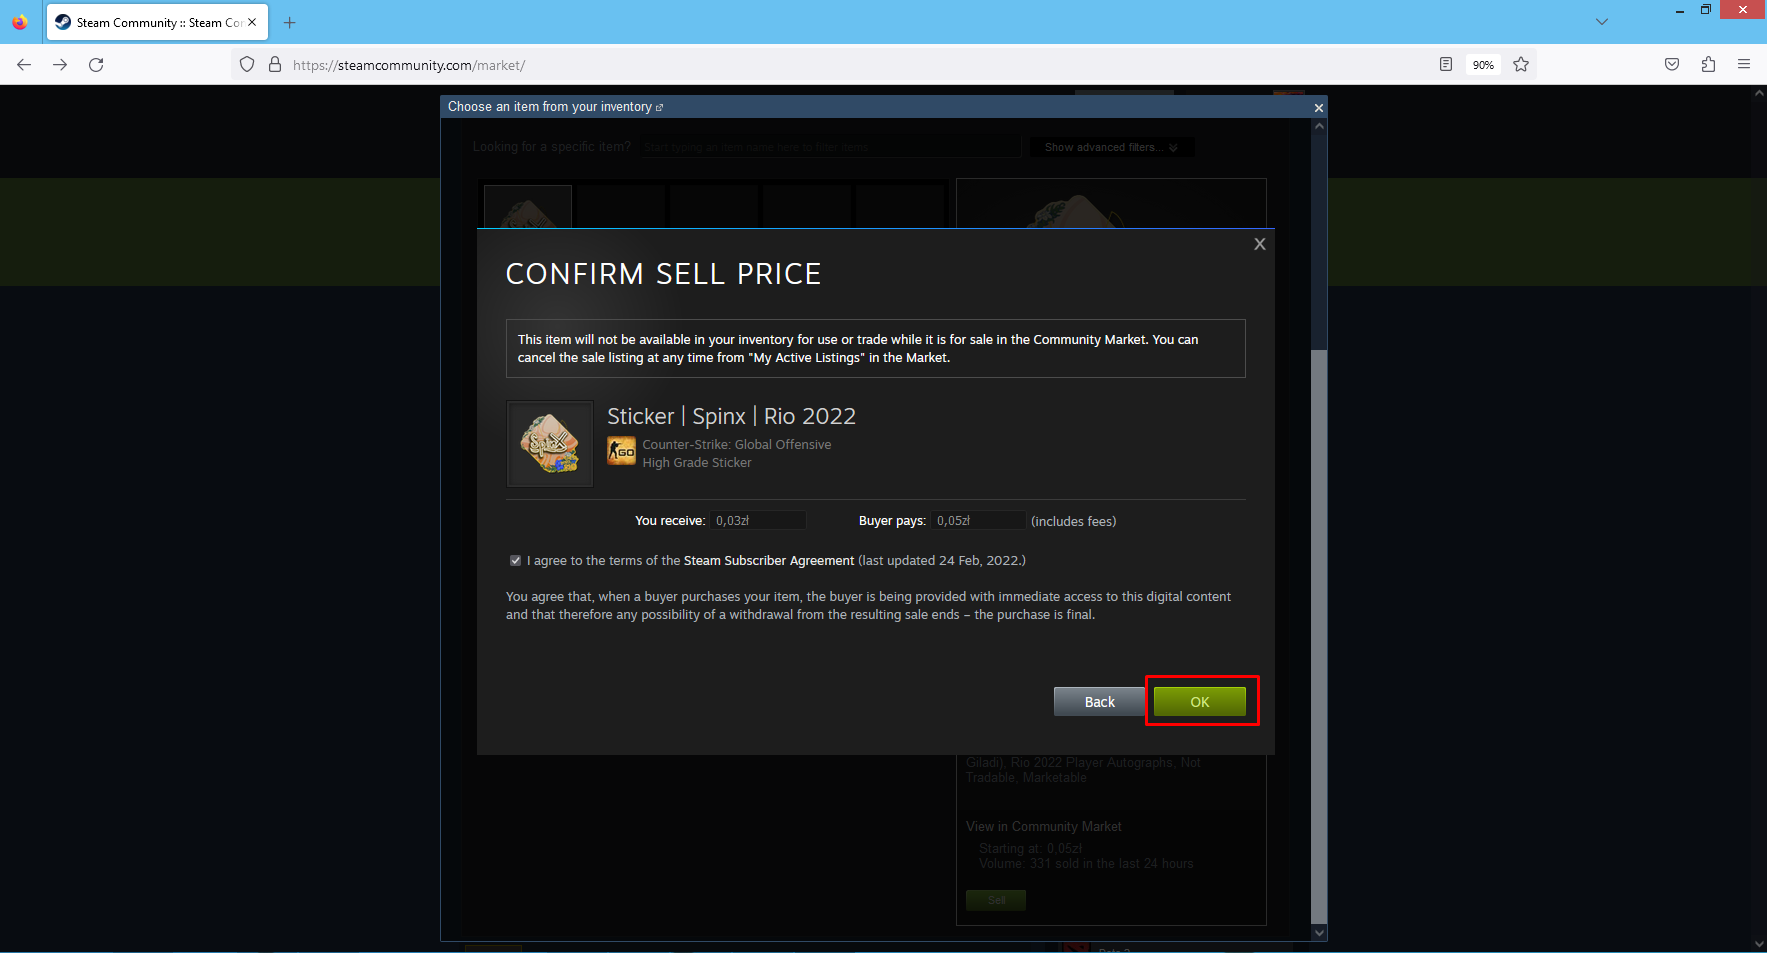 Steam Community :: Steam Co
https://steamcommunity.com/market/
90%
Choose an item from your inventory
Looking for a specific item?
Start typing an item name here to filter items
Show advanced filters...
CONFIRM SELL PRICE
X
This item will not be available in your inventory for use or trade while it is for sale in the Community Market. You can
cancel the sale listing at any time from "My Active Listings" in the Market.
Sticker | Spinx | Rio 2022
Counter-Strike: Global Offensive
High Grade Sticker
GO
You receive: 0,03zł
Buyer pays: 0,05zł (includes fees)
I agree to the terms of the Steam Subscriber Agreement (last updated 24 Feb, 2022.)
You agree that, when a buyer purchases your item, the buyer is being provided with immediate access to this digital content
and that therefore any possibility of a withdrawal from the resulting sale ends – the purchase is final.
Back
OK
Giladi), Rio 2022 Player Autographs, Not
Tradable, Marketable
View in Community Market
Starting at: 0,05zł
Volume: 331 sold in the last 24 hours
Sell